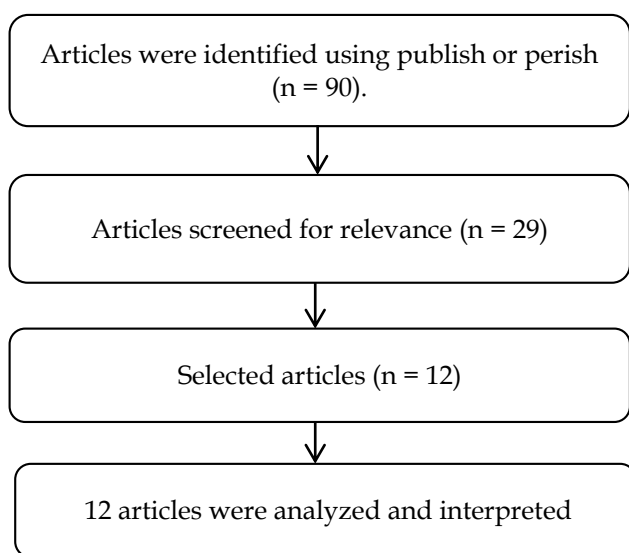 Articles were identified using publish or perish
(n = 90).
Articles screened for relevance (n = 29)
Selected articles (n = 12)
12 articles were analyzed and interpreted